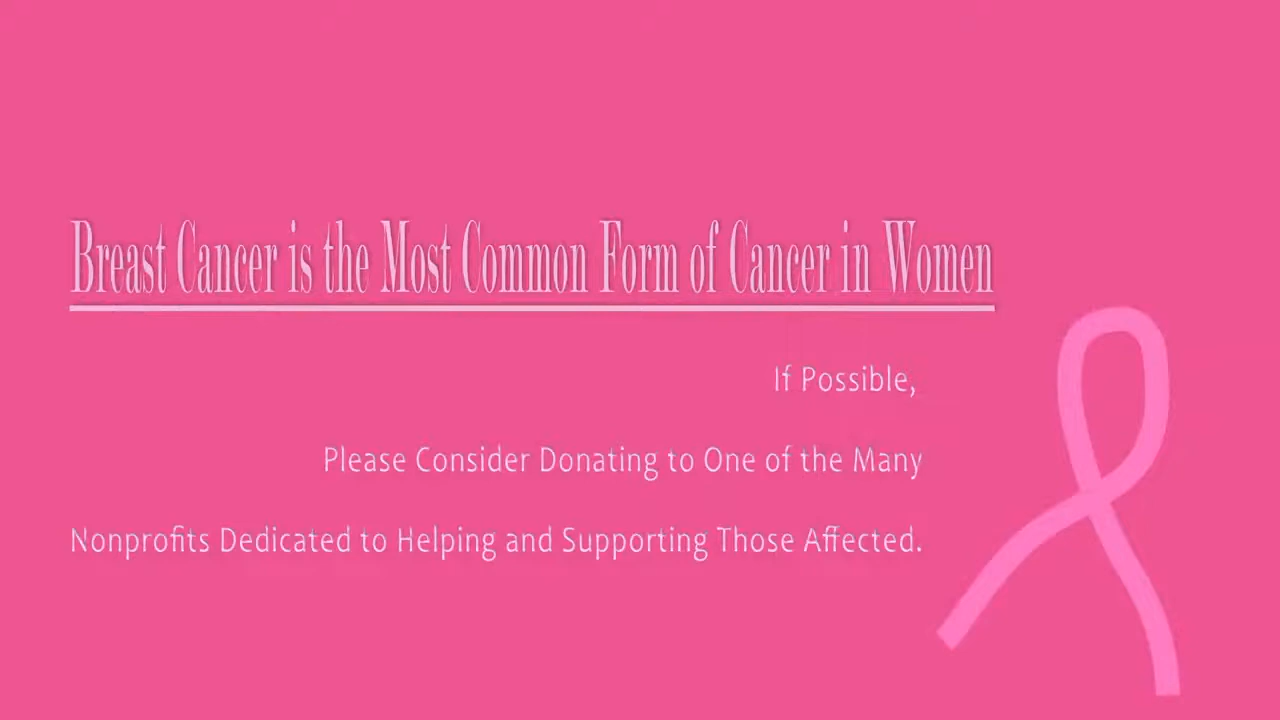 Breast Cancer is the Most Common Form of Cancer in Women
If Possible,
Please Consider Donating to One of the Many
Nonprofits Dedicated to Helping and Supporting Those Affected.